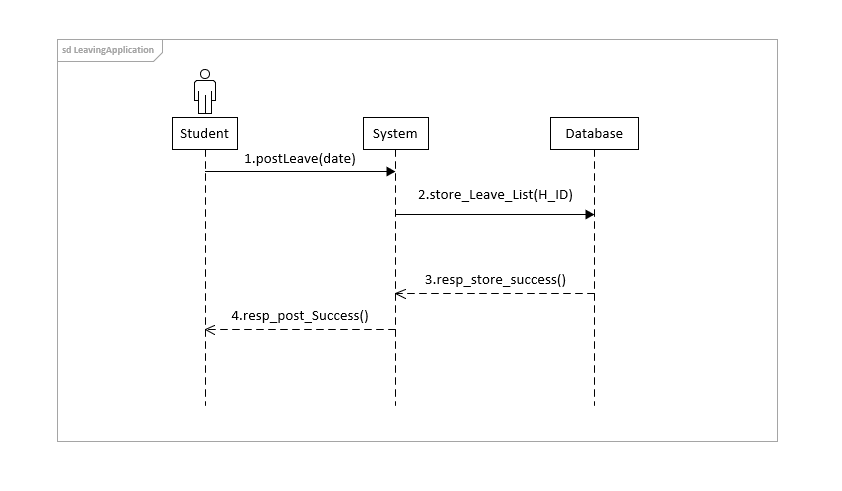 sd LeavingApplication
Student
System
Database
1.postLeave(date)
2.store_Leave_List(H_ID)
3.resp_store_success()
4.resp_post_Success()